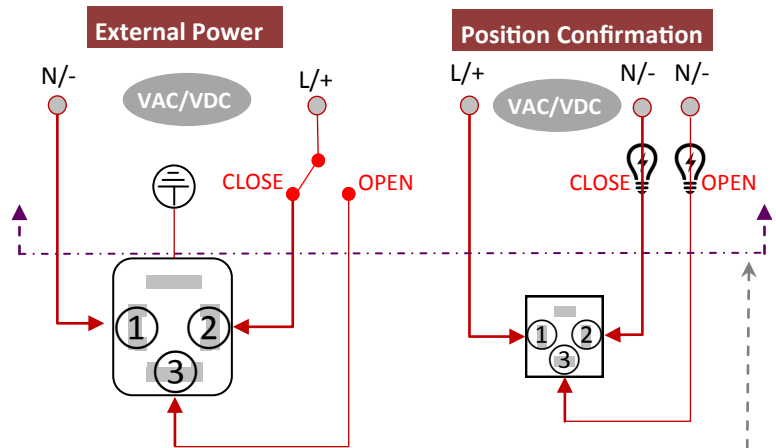 External Power
Position Confirmation
N/-
VAC/VDC
L/+
L/+
VAC/VDC
N/-
N/-
CLOSE
OPEN
CLOSE
OPEN
1
2
3
1
2
3